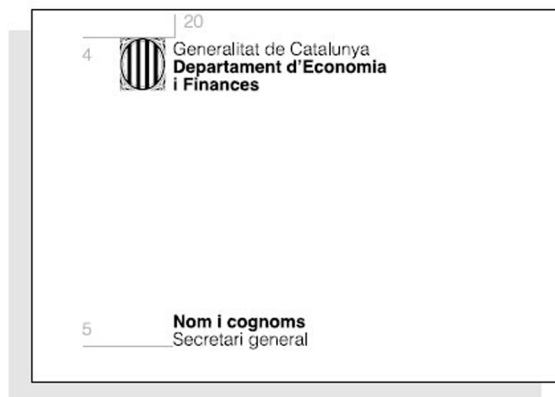 20
4
Generalitat de Catalunya
Departament d'Economia
i Finances
5
Nom i cognoms
Secretari general